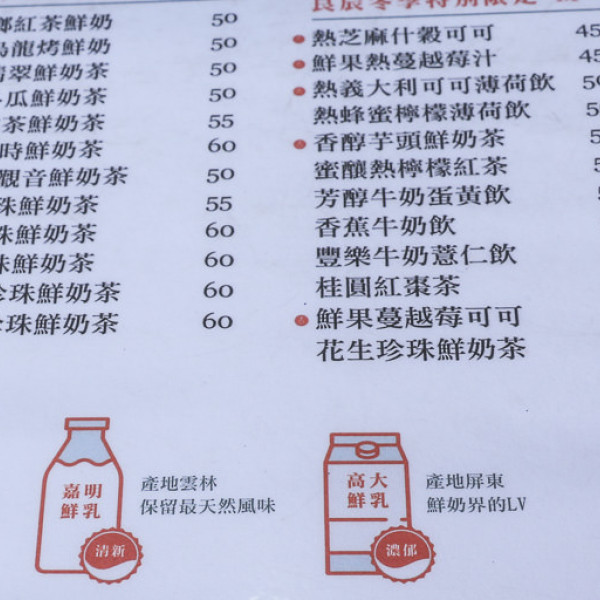 紅茶鮮奶 50
烏龍烤鮮奶 50
翡翠鮮奶茶 50
瓜鮮奶茶 50
茶鮮奶茶 55
時鮮奶茶 60
觀音鮮奶茶 50
珠鮮奶茶 55
珠鮮奶茶 60
珠鮮奶茶 60
珍珠鮮奶茶 60
珍珠鮮奶茶 60
良辰冬季特別限定
熱芝麻什穀可可 45
鮮果熱蔓越莓汁 45
熱義大利可可薄荷飲
熱蜂蜜檸檬薄荷飲
香醇芋頭鮮奶茶
蜜釀熱檸檬紅茶
芳醇牛奶蛋黃飲
香蕉牛奶飲
豐樂牛奶薏仁飲
桂圓紅棗茶
鮮果蔓越莓可可
花生珍珠鮮奶茶
嘉明
鮮乳
清新
產地雲林
保留最天然風味
高大
鮮乳
濃郁
產地屏東
鮮奶界的LV